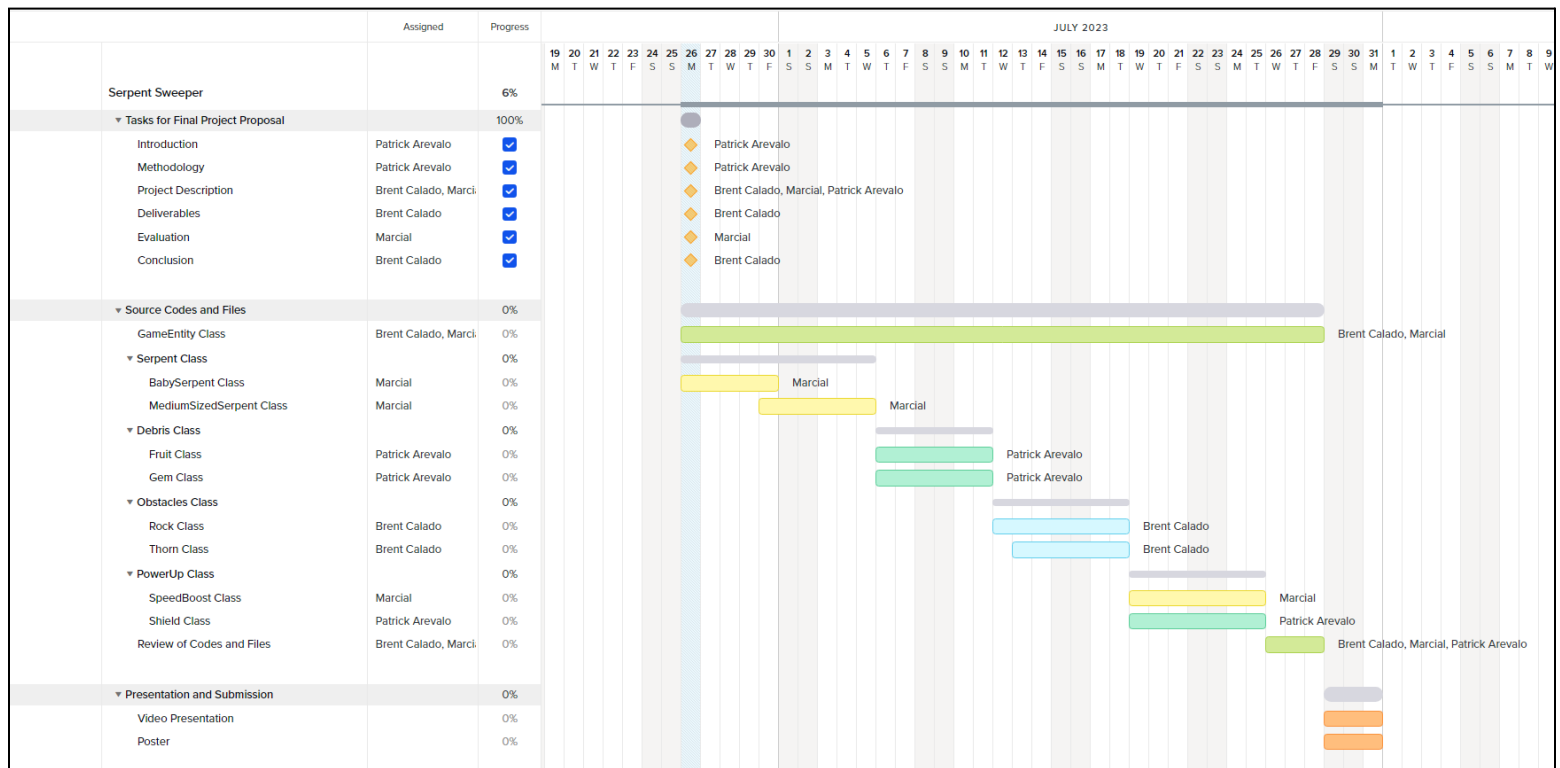 Assigned Progress JULY 2023
19 20 21 22 23 24 25 26 27 28 29 30 1 2 3 4 5 6 7 8 9 10 11 12 13 14 15 16 17 18 19 20 21 22 23 24 25 26 27 28 29 30 31 1 2 3 4 5 6 7 8 9
M T W T F S S M T W T F S S M T W T F S S M T W T F S S M T W T F S S M T W T F S S M T W T F S S M T W
Serpent Sweeper 6%
Tasks for Final Project Proposal 100%
Introduction Patrick Arevalo Patrick Arevalo
Methodology Patrick Arevalo Patrick Arevalo
Project Description Brent Calado, Marci Brent Calado, Marcial, Patrick Arevalo
Deliverables Brent Calado Brent Calado
Evaluation Marcial Marcial
Conclusion Brent Calado Brent Calado
Source Codes and Files 0%
GameEntity Class Brent Calado, Marci 0% Brent Calado, Marcial
Serpent Class 0%
BabySerpent Class Marcial 0% Marcial
MediumSizedSerpent Class Marcial 0% Marcial
Debris Class 0%
Fruit Class Patrick Arevalo 0% Patrick Arevalo
Gem Class Patrick Arevalo 0% Patrick Arevalo
Obstacles Class 0%
Rock Class Brent Calado 0% Brent Calado
Thorn Class Brent Calado 0% Brent Calado
PowerUp Class 0%
SpeedBoost Class Marcial 0% Marcial
Shield Class Patrick Arevalo 0% Patrick Arevalo
Review of Codes and Files Brent Calado, Marci 0% Brent Calado, Marcial, Patrick Arevalo
Presentation and Submission 0%
Video Presentation 0%
Poster 0%